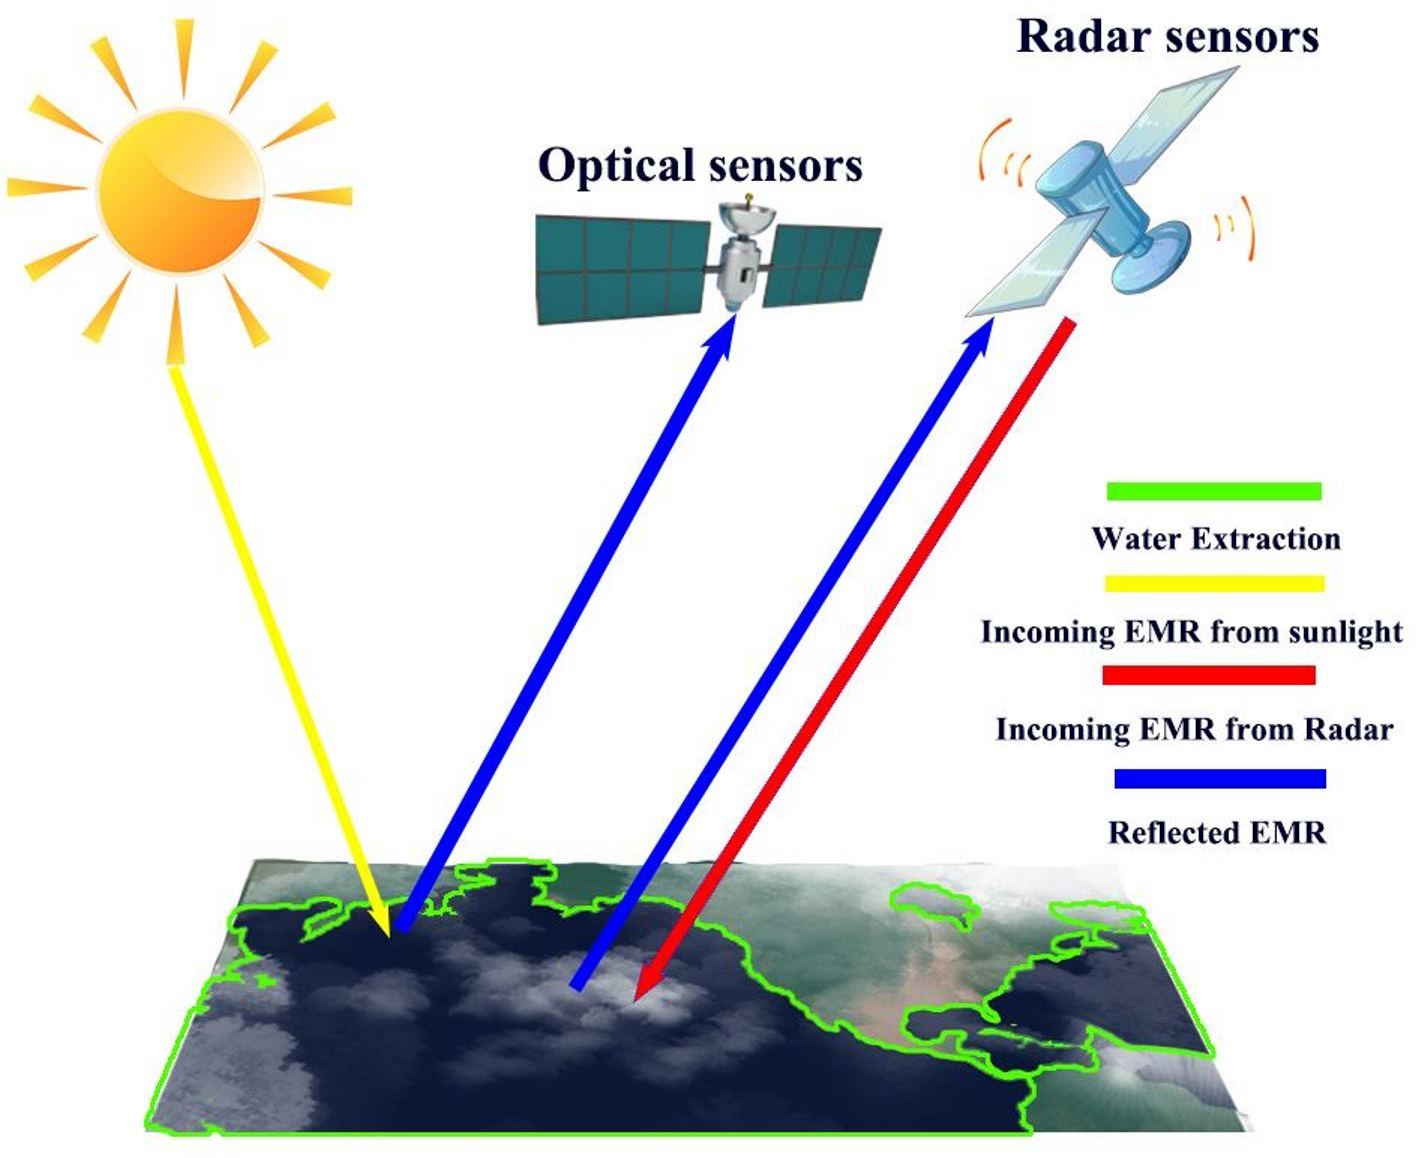 Radar sensors
Optical sensors
Water Extraction
Incoming EMR from sunlight
Incoming EMR from Radar
Reflected EMR